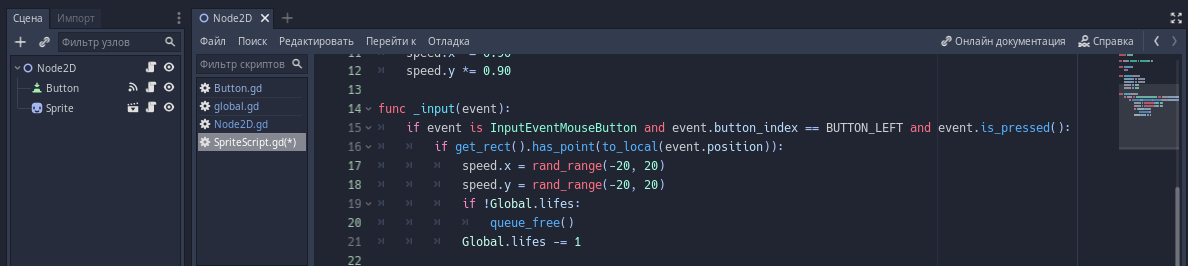 Сцена Импорт
Node2D
Фильтр узлов
Node2D
Button
Sprite
Файл Поиск Редактировать Перейти к Отладка Онлайн документация Справка
Фильтр скриптов
Button.gd
global.gd
Node2D.gd
SpriteScript.gd(*)
11 speed.x *= 0.90
12 speed.y *= 0.90
13
14 func _input(event):
15 if event is InputEventMouseButton and event.button_index == BUTTON_LEFT and event.is_pressed():
16 if get_rect().has_point(to_local(event.position)):
17 speed.x = rand_range(-20, 20)
18 speed.y = rand_range(-20, 20)
19 if !Global.lifes:
20 queue_free()
21 Global.lifes -= 1
22